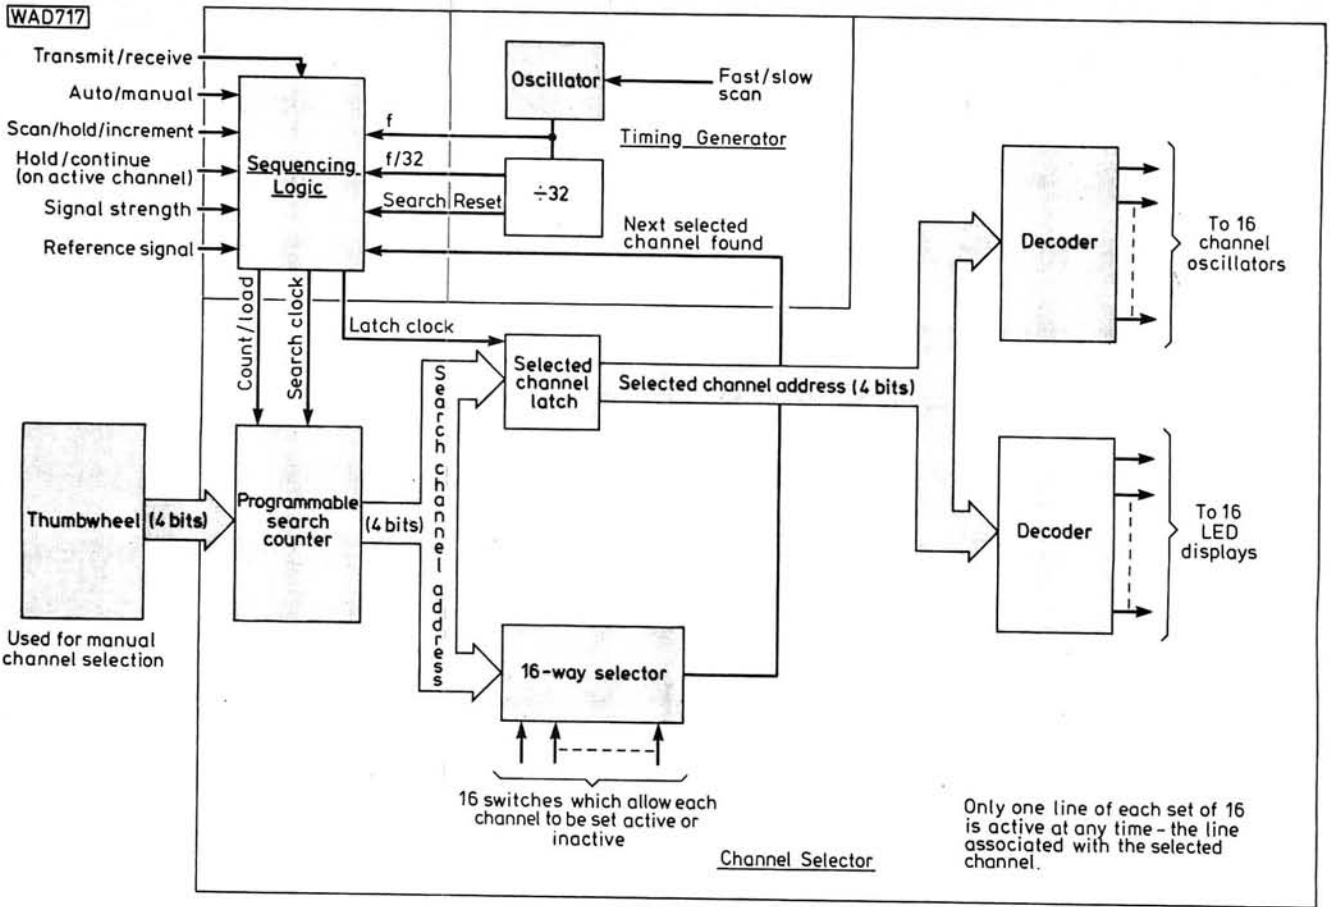 WAD717
Transmit/receive
Auto/manual
Scan/hold/increment
Hold/continue
(on active channel)
Signal strength
Reference signal
Sequencing
Logic
Oscillator
Fast/slow
scan
Timing Generator
f
f/32
Search Reset
÷32
Next selected
channel found
Count/load
Search clock
Latch clock
Decoder
To 16
channel
oscillators
Selected
channel
latch
Selected channel address (4 bits)
Search channel address
Thumbwheel
(4 bits)
Programmable
search
counter
(4 bits)
Decoder
To 16
LED
displays
Used for manual
channel selection
16-way selector
16 switches which allow each
channel to be set active or
inactive
Channel Selector
Only one line of each set of 16
is active at any time - the line
associated with the selected
channel.